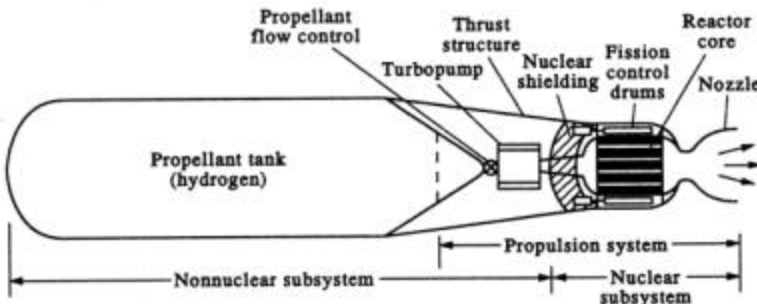 Propellant
flow control
Turbopump
Thrust
structure
Nuclear
shielding
Fission
control
drums
Reactor
core
Nozzle
Propellant tank
(hydrogen)
Propulsion system
Nonnuclear subsystem
Nuclear
subsystem